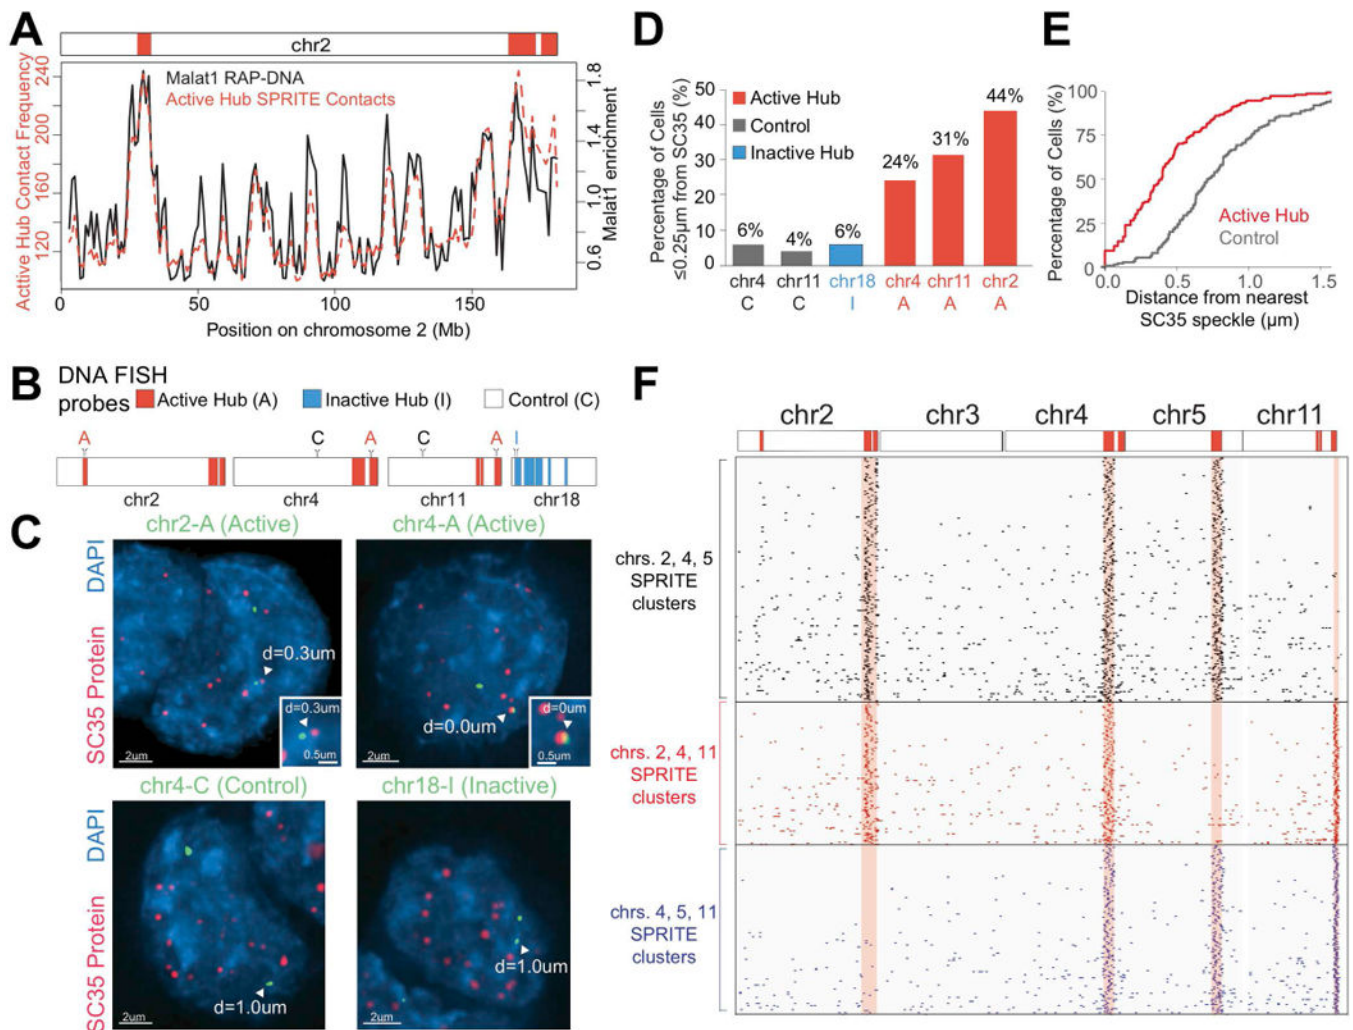 A
chr2
Acttive Hub Contact Frequency
240
200
160
120
Malat1 RAP-DNA
Active Hub SPRITE Contacts
1.8
1.4
1.0
0.6
Malat1 enrichment
0
50
100
150
Position on chromosome 2 (Mb)
B
DNA FISH
probes
Active Hub (A)
Inactive Hub (I)
Control (C)
A
C
A
C
A
I
chr2
chr4
chr11
chr18
C
chr2-A (Active)
chr4-A (Active)
SC35 Protein
DAPI
d=0.3um
d=0.3um
0.5um
2um
d=0.0um
d=0um
0.5um
2um
chr4-C (Control)
chr18-I (Inactive)
SC35 Protein
DAPI
d=1.0um
2um
d=1.0um
2um
D
Percentage of Cells
≤0.25µm from SC35 (%)
50
40
30
20
10
0
Active Hub
Control
Inactive Hub
6%
4%
6%
24%
31%
44%
chr4
C
chr11
C
chr18
I
chr4
A
chr11
A
chr2
A
E
Percentage of Cells (%)
100
75
50
25
0
Active Hub
Control
0.0
0.5
1.0
1.5
Distance from nearest
SC35 speckle (µm)
F
chr2
chr3
chr4
chr5
chr11
chrs. 2, 4, 5
SPRITE
clusters
chrs. 2, 4, 11
SPRITE
clusters
chrs. 4, 5, 11
SPRITE
clusters